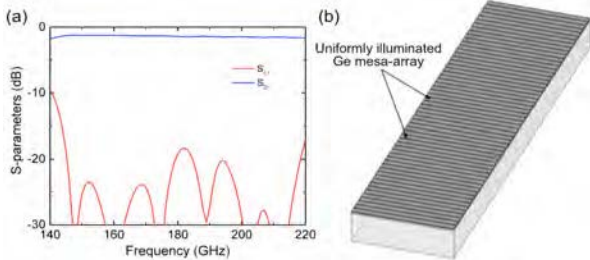 (a)
0
-10
-20
-30
S-parameters (dB)
140
160
180
200
220
Frequency (GHz)
(b)
Uniformly illuminated
Ge mesa-array